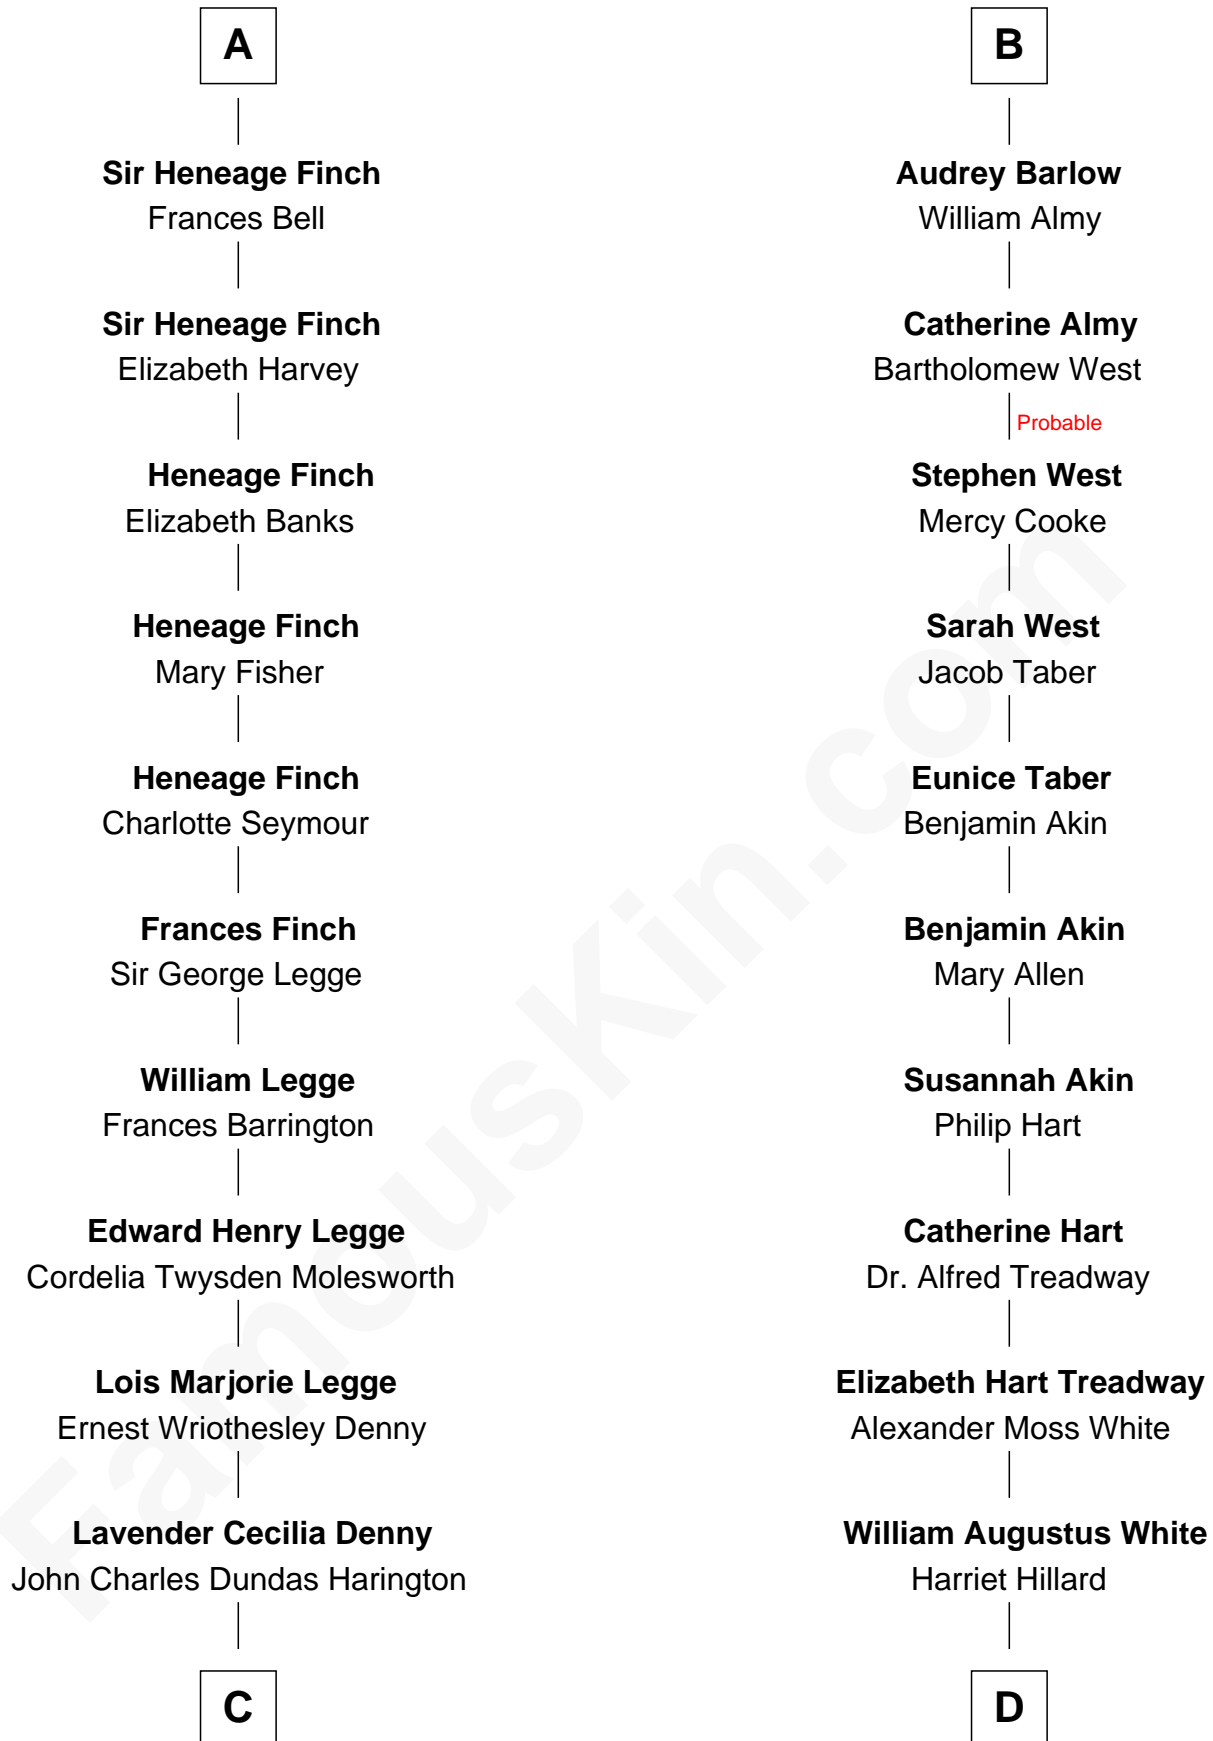 A
Sir Heneage Finch
Frances Bell
Sir Heneage Finch
Elizabeth Harvey
Heneage Finch
Elizabeth Banks
Heneage Finch
Mary Fisher
Heneage Finch
Charlotte Seymour
Frances Finch
Sir George Legge
William Legge
Frances Barrington
Edward Henry Legge
Cordelia Twysden Molesworth
Lois Marjorie Legge
Ernest Wriothesley Denny
Lavender Cecilia Denny
John Charles Dundas Harington
C
B
Audrey Barlow
William Almy
Catherine Almy
Bartholomew West
Probable
Stephen West
Mercy Cooke
Sarah West
Jacob Taber
Eunice Taber
Benjamin Akin
Benjamin Akin
Mary Allen
Susannah Akin
Philip Hart
Catherine Hart
Dr. Alfred Treadway
Elizabeth Hart Treadway
Alexander Moss White
William Augustus White
Harriet Hillard
D
FamousKin.com